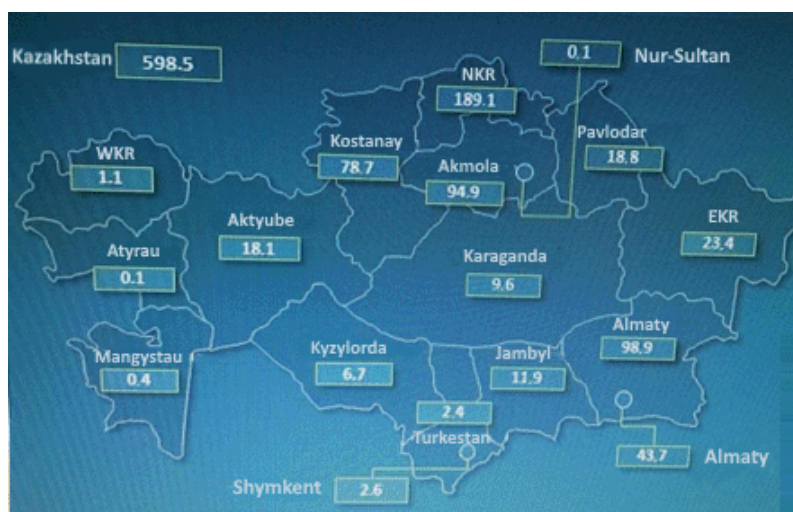 Kazakhstan 598.5
0,1 Nur-Sultan
NKR
189.1
Pavlodar
18,8
Kostanay
78.7
Akmola
94.9
WKR
1.1
Aktyube
18.1
EKR
23,4
Atyrau
0.1
Karaganda
9.6
Almaty
98,9
Mangystau
0.4
Kyzylorda
6.7
Jambyl
11.9
2.4
Turkestan
43,7 Almaty
Shymkent 2.6